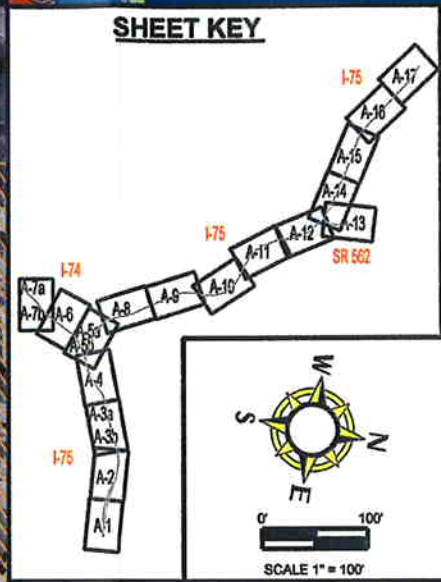 SHEET KEY
I-75
A-17
A-16
A-15
A-14
A-13
SR 562
I-75
A-12
A-11
A-10
A-9
A-8
I-74
A-7a
A-7b
A-6
A-5a
A-5b
A-4
A-3a
A-3b
I-75
A-2
A-1
W
S
N
E
0' 100'
SCALE 1" = 100'